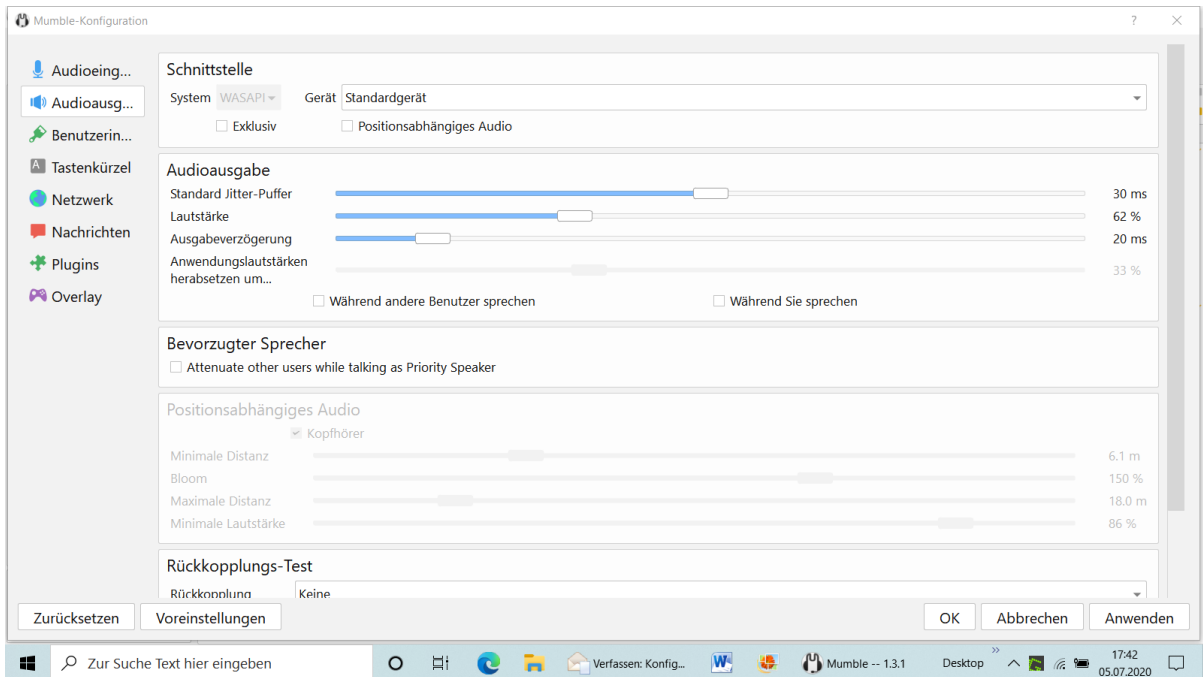 Mumble-Konfiguration
?
Audioeing...
Audioausg...
Benutzerin...
Tastenkürzel
Netzwerk
Nachrichten
Plugins
Overlay
Schnittstelle
System WASAPI Gerät Standardgerät
Exklusiv Positionsabhängiges Audio
Audioausgabe
Standard Jitter-Puffer 30 ms
Lautstärke 62 %
Ausgabeverzögerung 20 ms
Anwendungslautstärken
herabsetzen um... 33 %
Während andere Benutzer sprechen Während Sie sprechen
Bevorzugter Sprecher
Attenuate other users while talking as Priority Speaker
Positionsabhängiges Audio
Kopfhörer
Minimale Distanz 6.1 m
Bloom 150 %
Maximale Distanz 18.0 m
Minimale Lautstärke 86 %
Rückkopplungs-Test
Rückkopplung Keine
Zurücksetzen Voreinstellungen OK Abbrechen Anwenden
Zur Suche Text hier eingeben Verfassen: Konfig... Mumble -- 1.3.1 Desktop 17:42
05.07.2020